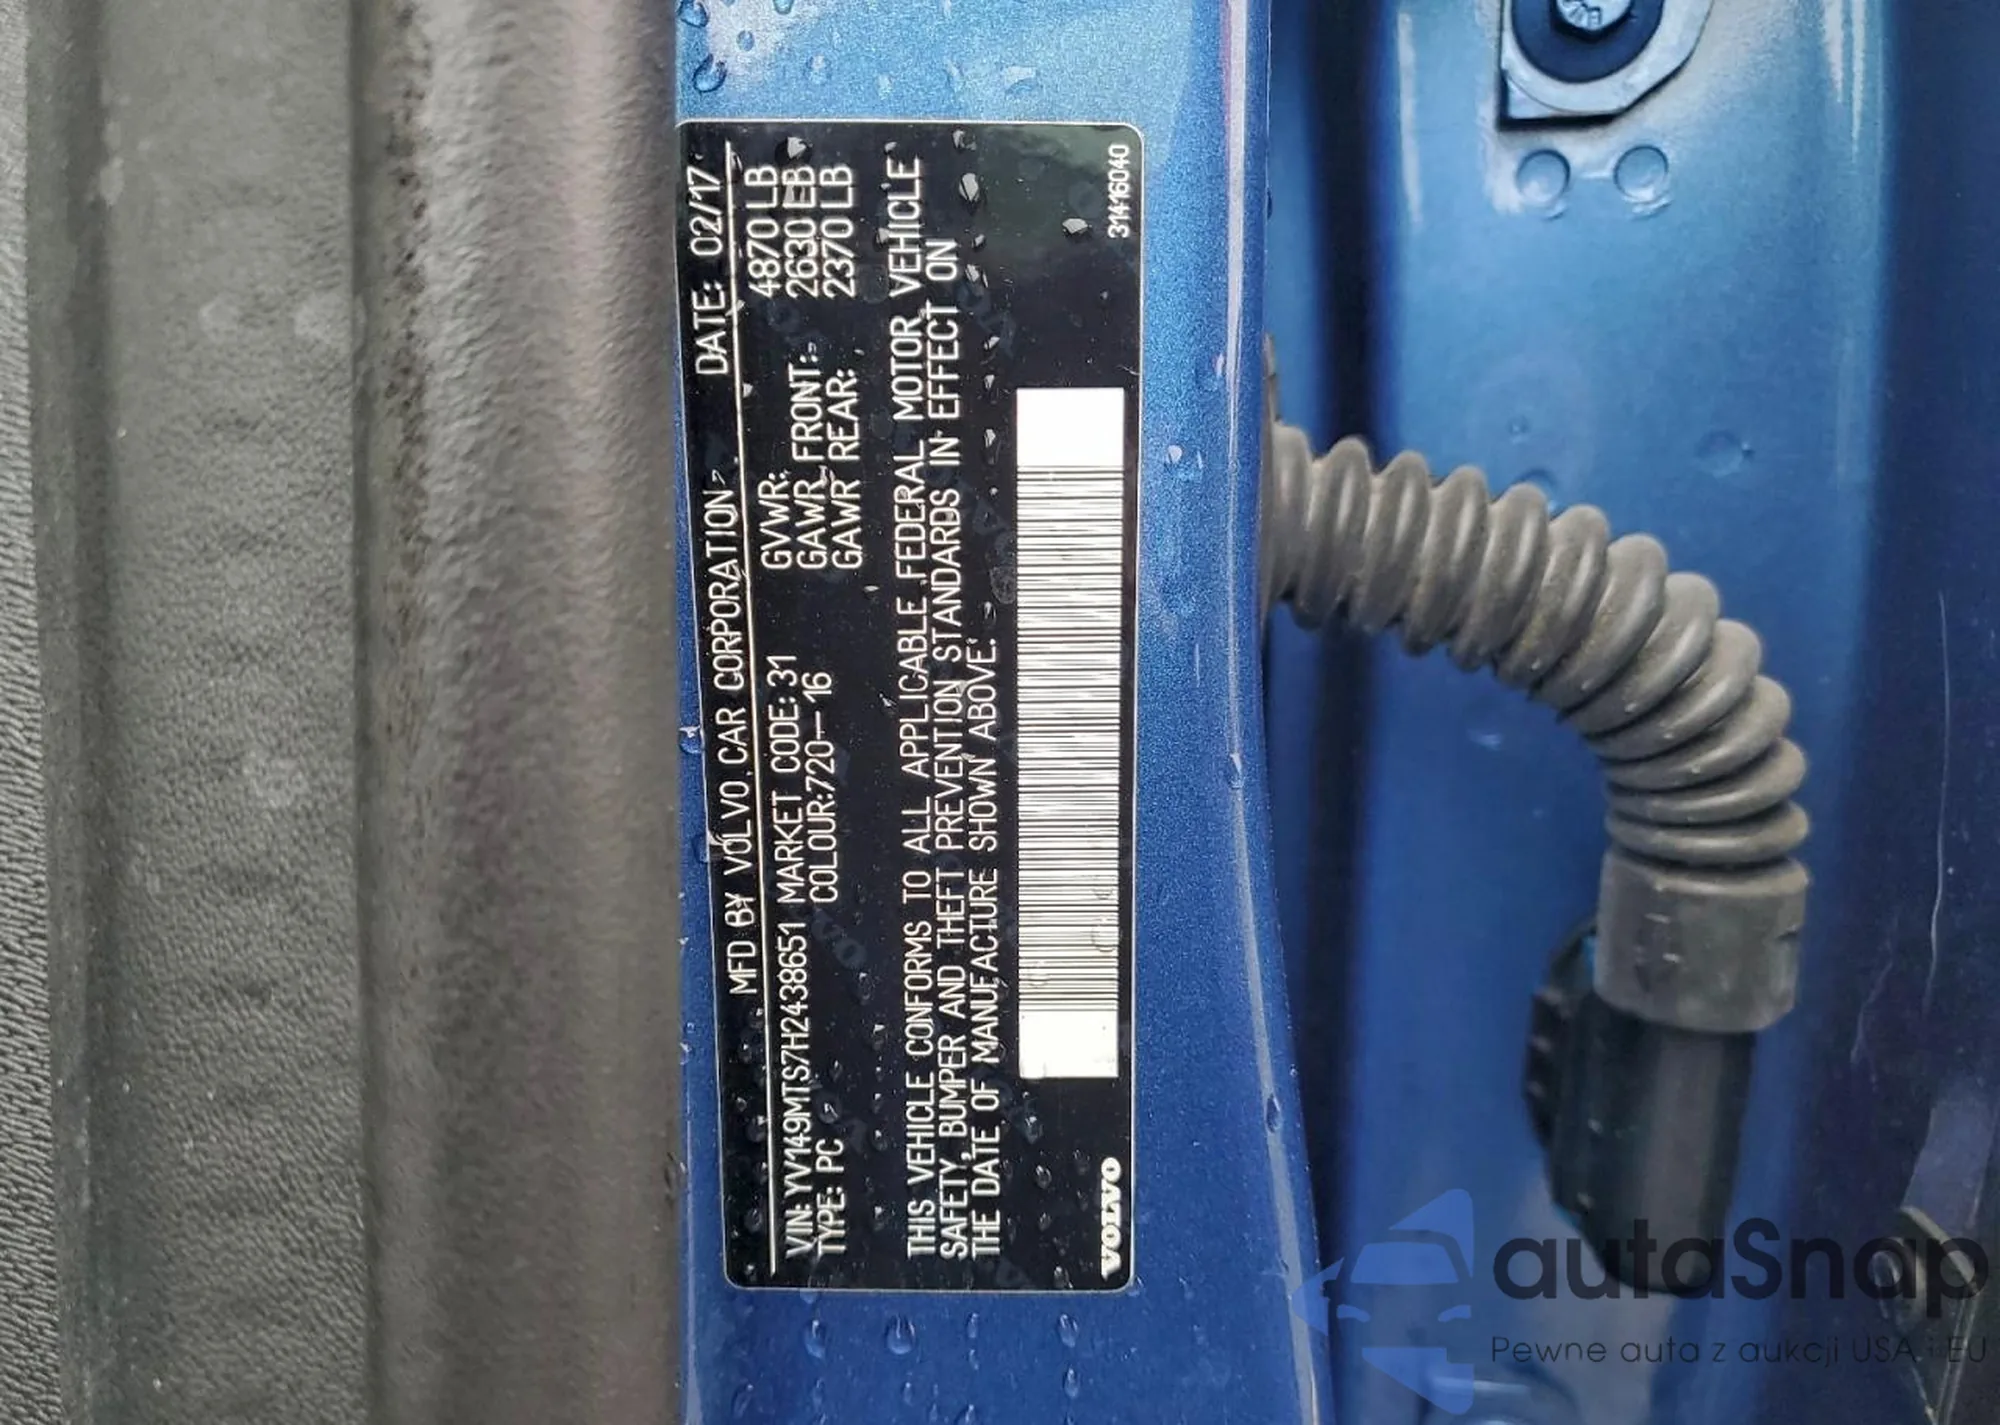 MFD BY VOLVO CAR CORPORATION DATE: 02/17
VIN: YV149MTS7H2438651 MARKET CODE: 31 GVWR: 4870 LB
TYPE: PC COLOUR: 720—16 GAWR FRONT: 2630 LB
GAWR REAR: 2370 LB
THIS VEHICLE CONFORMS TO ALL APPLICABLE FEDERAL MOTOR VEHICLE
SAFETY, BUMPER AND THEFT PREVENTION STANDARDS IN EFFECT ON
THE DATE OF MANUFACTURE SHOWN ABOVE.
VOLVO 31416040
autaSnap
Pewne auta z aukcji USA i EU